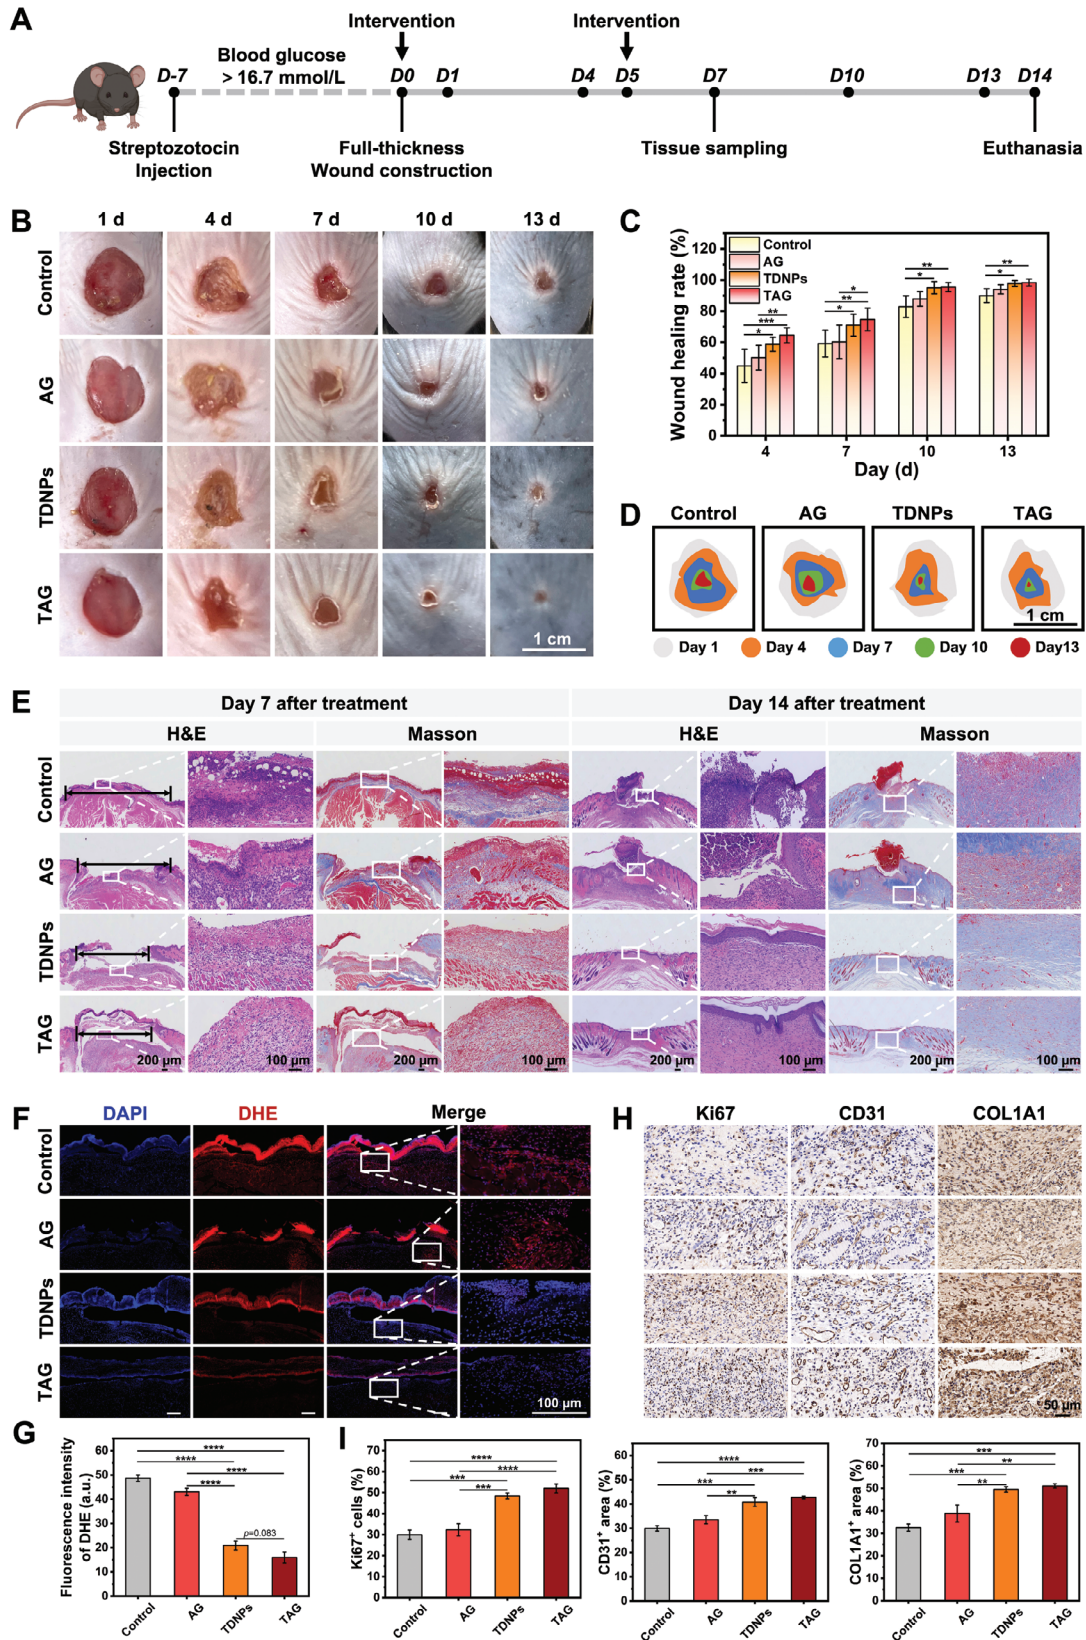 A
Intervention
Intervention
Blood glucose
> 16.7 mmol/L
D-7
D0
D1
D4
D5
D7
D10
D13
D14
Streptozotocin
Injection
Full-thickness
Wound construction
Tissue sampling
Euthanasia
B
1 d
4 d
7 d
10 d
13 d
Control
AG
TDNPs
TAG
1 cm
C
Wound healing rate (%)
120
100
80
60
40
20
0
Control
AG
TDNPs
TAG
*
***
**
*
**
*
*
**
*
**
4
7
10
13
Day (d)
D
Control
AG
TDNPs
TAG
1 cm
Day 1
Day 4
Day 7
Day 10
Day13
E
Day 7 after treatment
Day 14 after treatment
H&E
Masson
H&E
Masson
Control
AG
TDNPs
TAG
200 μm
100 μm
200 μm
100 μm
200 μm
100 μm
200 μm
100 μm
F
DAPI
DHE
Merge
Control
AG
TDNPs
TAG
100 μm
H
Ki67
CD31
COL1A1
50 μm
G
Fluorescence intensity
of DHE (a.u.)
60
50
40
30
20
10
0
****
****
****
****
p=0.083
Control
AG
TDNPs
TAG
I
Ki67+ cells (%)
70
60
50
40
30
20
10
0
****
****
***
***
Control
AG
TDNPs
TAG
CD31+ area (%)
60
50
40
30
20
10
0
****
***
***
**
Control
AG
TDNPs
TAG
COL1A1+ area (%)
70
60
50
40
30
20
10
0
***
**
***
**
Control
AG
TDNPs
TAG